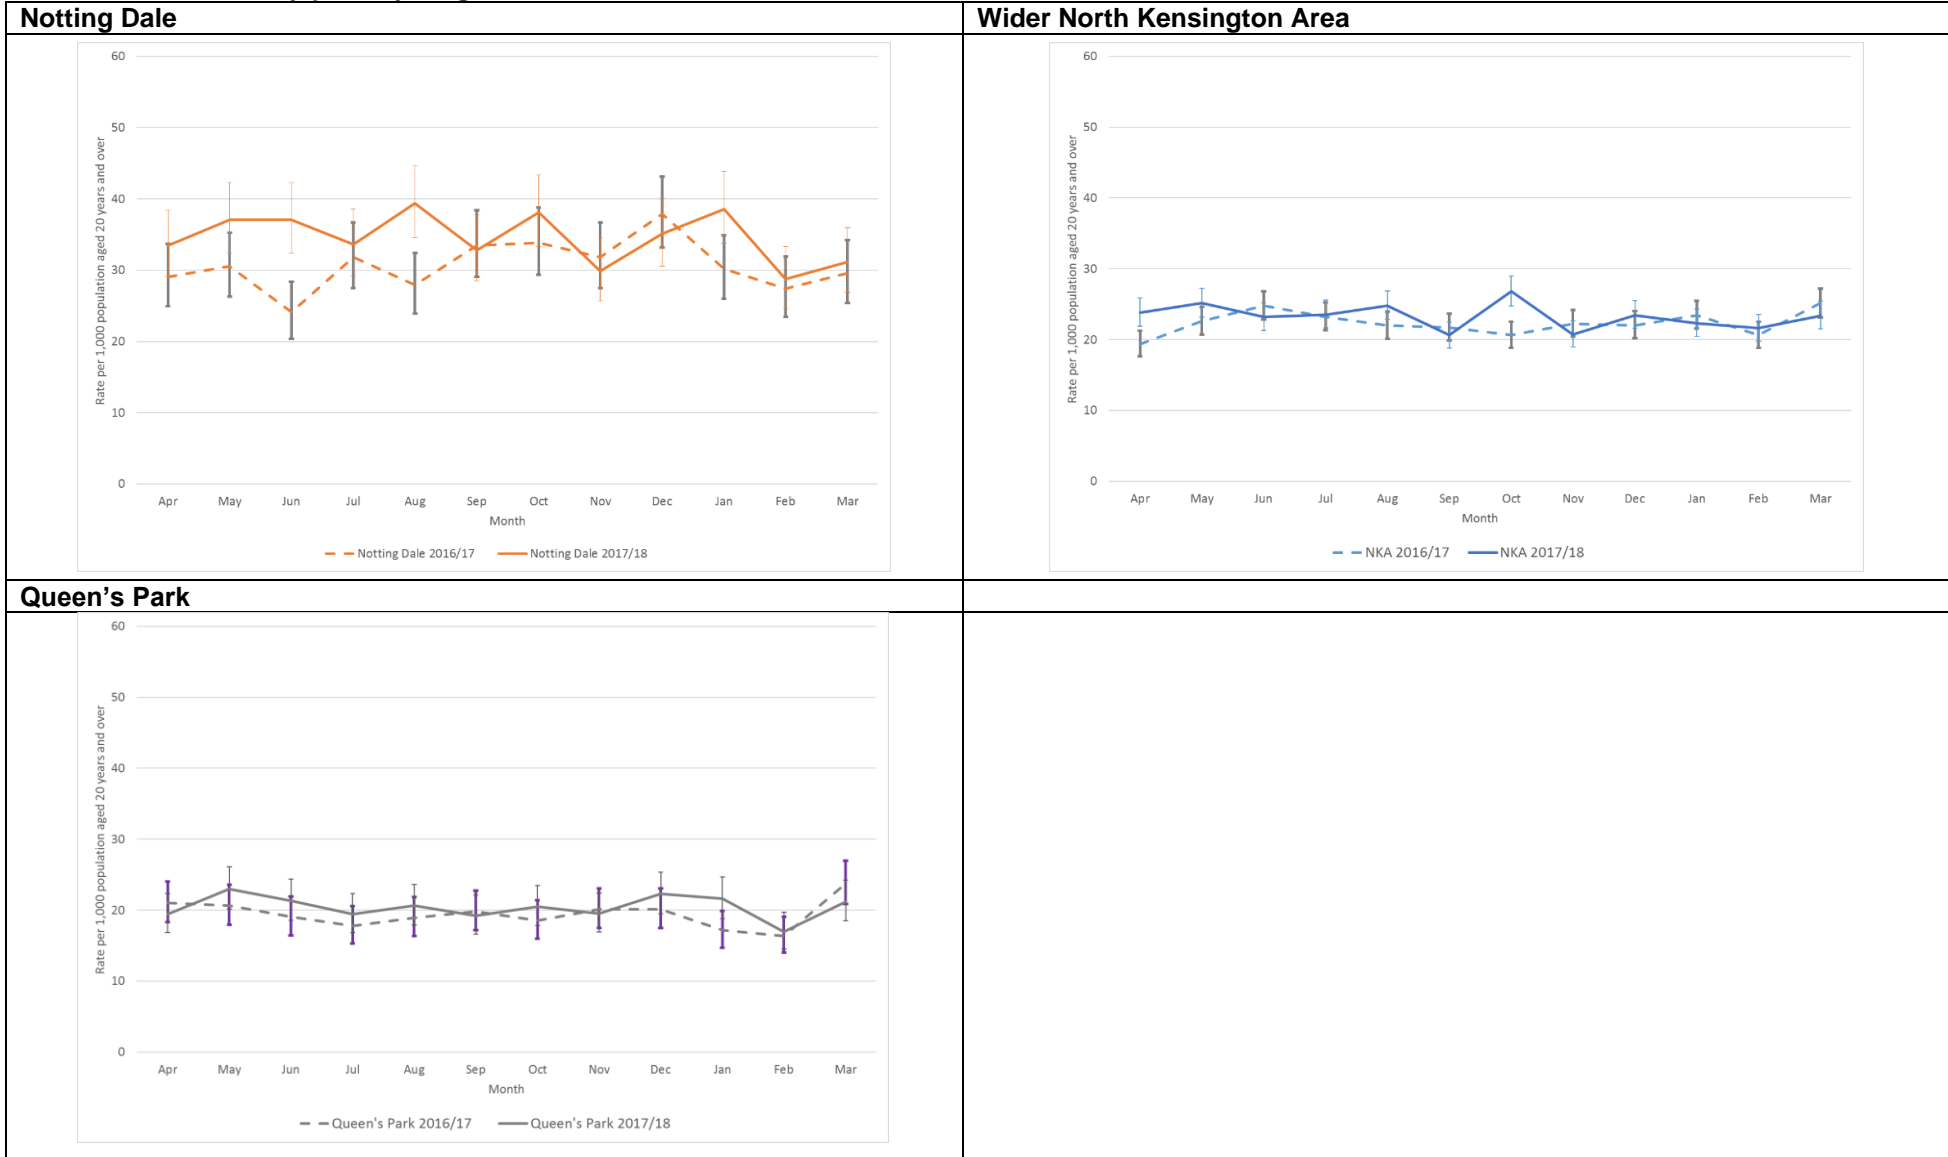 Notting Dale
Wider North Kensington Area
60
50
40
30
20
10
0
Rate per 1,000 population aged 20 years and over
Apr May Jun Jul Aug Sep Oct Nov Dec Jan Feb Mar
Month
Notting Dale 2016/17 Notting Dale 2017/18
60
50
40
30
20
10
0
Rate per 1,000 population aged 20 years and over
Apr May Jun Jul Aug Sep Oct Nov Dec Jan Feb Mar
Month
NKA 2016/17 NKA 2017/18
Queen’s Park
60
50
40
30
20
10
0
Rate per 1,000 population aged 20 years and over
Apr May Jun Jul Aug Sep Oct Nov Dec Jan Feb Mar
Month
Queen's Park 2016/17 Queen's Park 2017/18